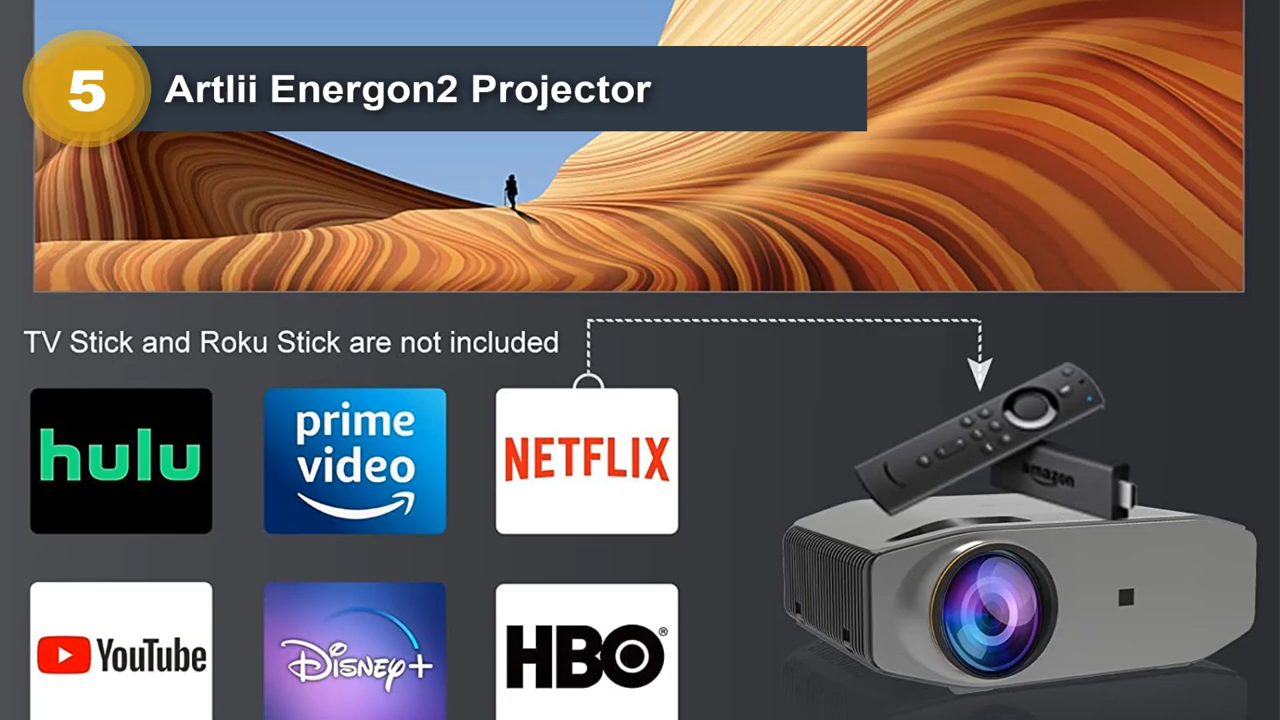 5
Artlii Energon2 Projector
TV Stick and Roku Stick are not included
hulu
prime video
NETFLIX
amazon
YouTube
Disney+
HBO®